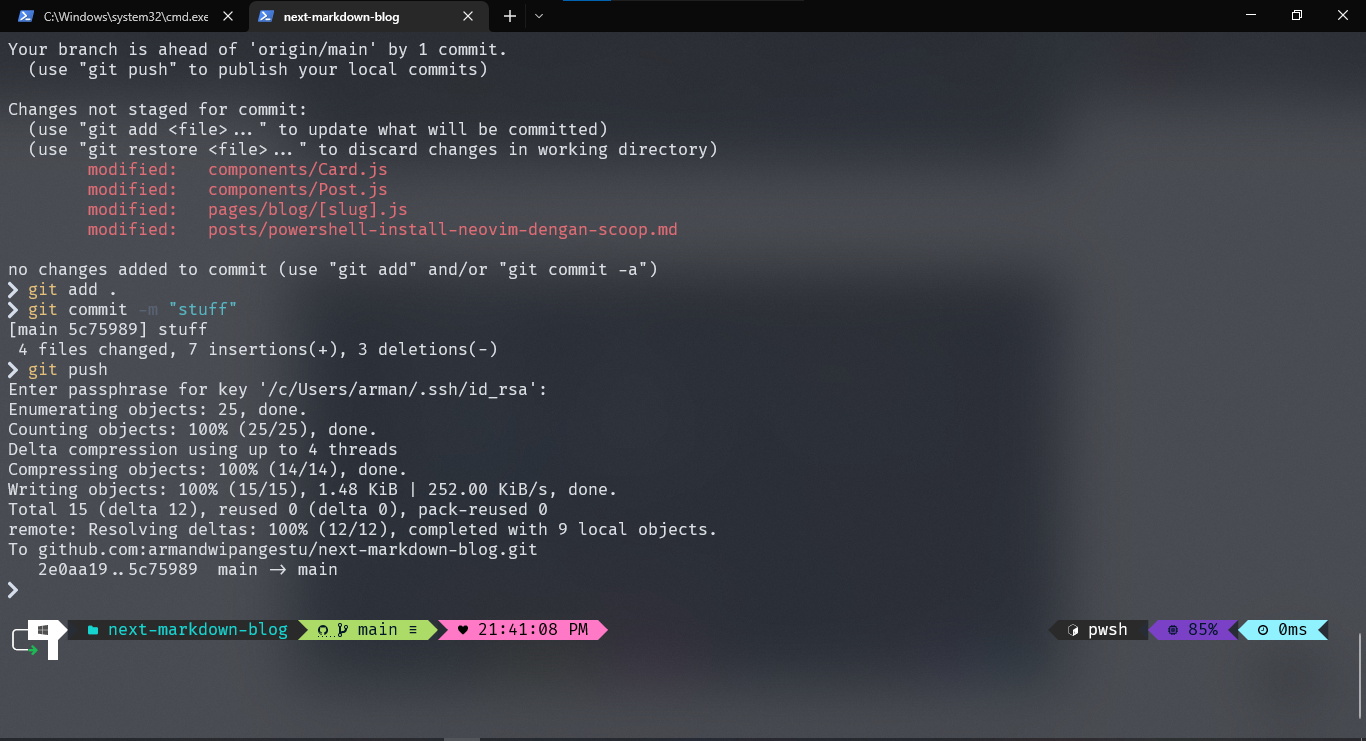 C:\Windows\system32\cmd.exe
next-markdown-blog
Your branch is ahead of 'origin/main' by 1 commit.
  (use "git push" to publish your local commits)
Changes not staged for commit:
  (use "git add <file>..." to update what will be committed)
  (use "git restore <file>..." to discard changes in working directory)
        modified:   components/Card.js
        modified:   components/Post.js
        modified:   pages/blog/[slug].js
        modified:   posts/powershell-install-neovim-dengan-scoop.md
no changes added to commit (use "git add" and/or "git commit -a")
❯ git add .
❯ git commit -m "stuff"
[main 5c75989] stuff
 4 files changed, 7 insertions(+), 3 deletions(-)
❯ git push
Enter passphrase for key '/c/Users/arman/.ssh/id_rsa':
Enumerating objects: 25, done.
Counting objects: 100% (25/25), done.
Delta compression using up to 4 threads
Compressing objects: 100% (14/14), done.
Writing objects: 100% (15/15), 1.48 KiB | 252.00 KiB/s, done.
Total 15 (delta 12), reused 0 (delta 0), pack-reused 0
remote: Resolving deltas: 100% (12/12), completed with 9 local objects.
To github.com:armandwipangestu/next-markdown-blog.git
   2e0aa19..5c75989  main -> main
❯
next-markdown-blog main ≡ ♥ 21:41:08 PM pwsh 85% 0ms